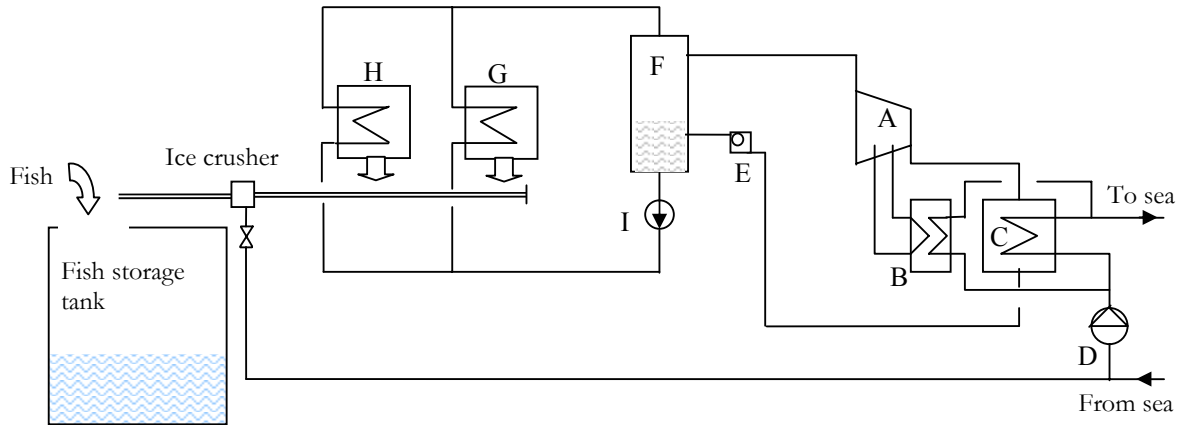 H
G
F
A
Ice crusher
Fish
E
To sea
I
C
Fish storage
tank
B
D
From sea